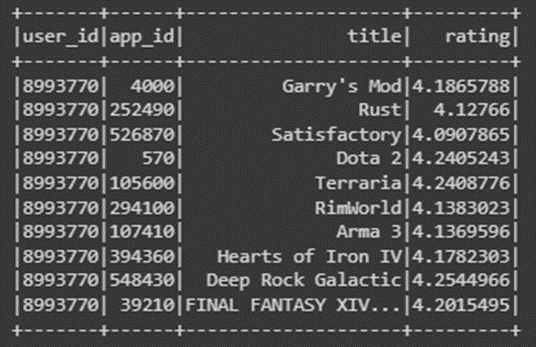 +-------+------+--------------------+---------+
|user_id|app_id|               title|   rating|
+-------+------+--------------------+---------+
|8993770|  4000|         Garry's Mod|4.1865788|
|8993770|252490|                Rust|  4.12766|
|8993770|526870|        Satisfactory|4.0907865|
|8993770|   570|              Dota 2|4.2405243|
|8993770|105600|            Terraria|4.2408776|
|8993770|294100|            RimWorld|4.1383023|
|8993770|107410|              Arma 3|4.1369596|
|8993770|394360|   Hearts of Iron IV|4.1782303|
|8993770|548430|  Deep Rock Galactic|4.2544966|
|8993770| 39210|FINAL FANTASY XIV...|4.2015495|
+-------+------+--------------------+---------+